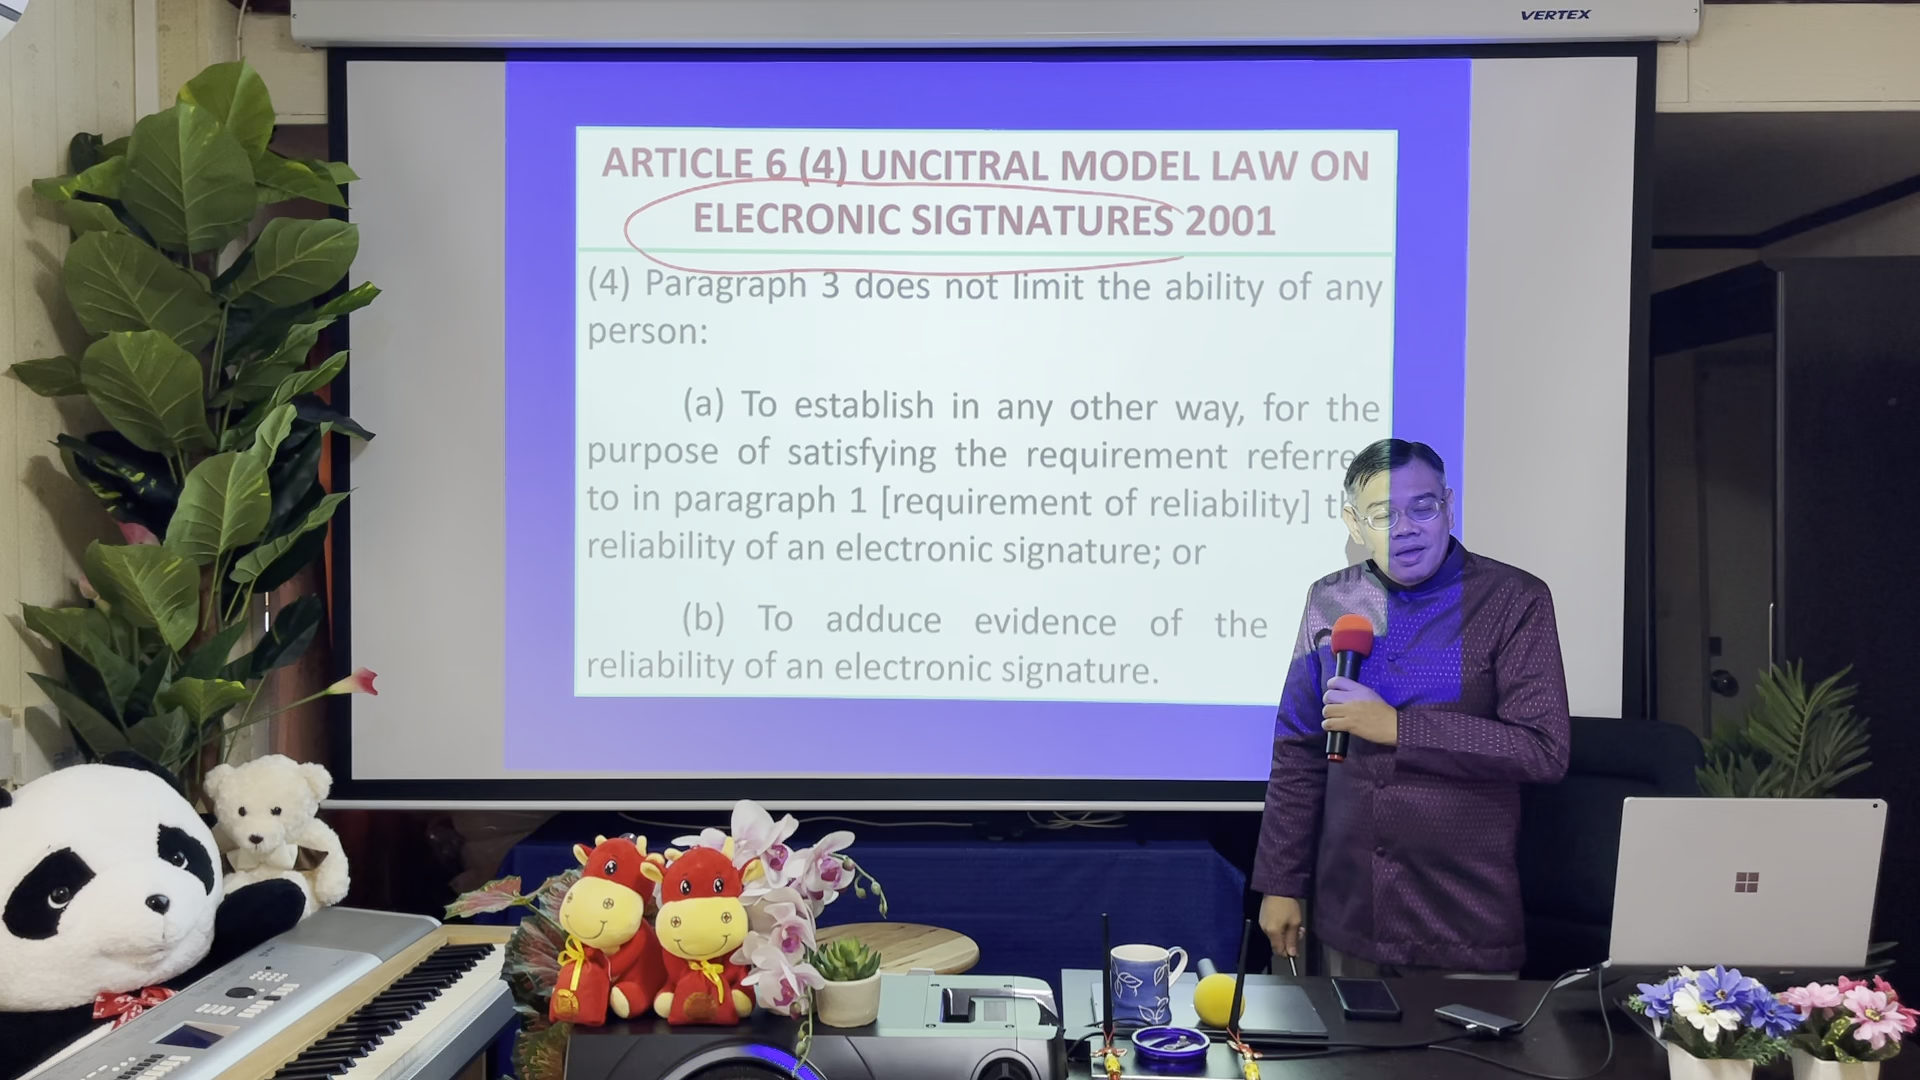 VERTEX
ARTICLE 6 (4) UNCITRAL MODEL LAW ON
ELECRONIC SIGTNATURES 2001
(4) Paragraph 3 does not limit the ability of any
person:
(a) To establish in any other way, for the
purpose of satisfying the requirement
to in paragraph 1 [requirement of reliability]
reliability of an electronic signature; or
(b) To adduce evidence of the
reliability of an electronic signature.